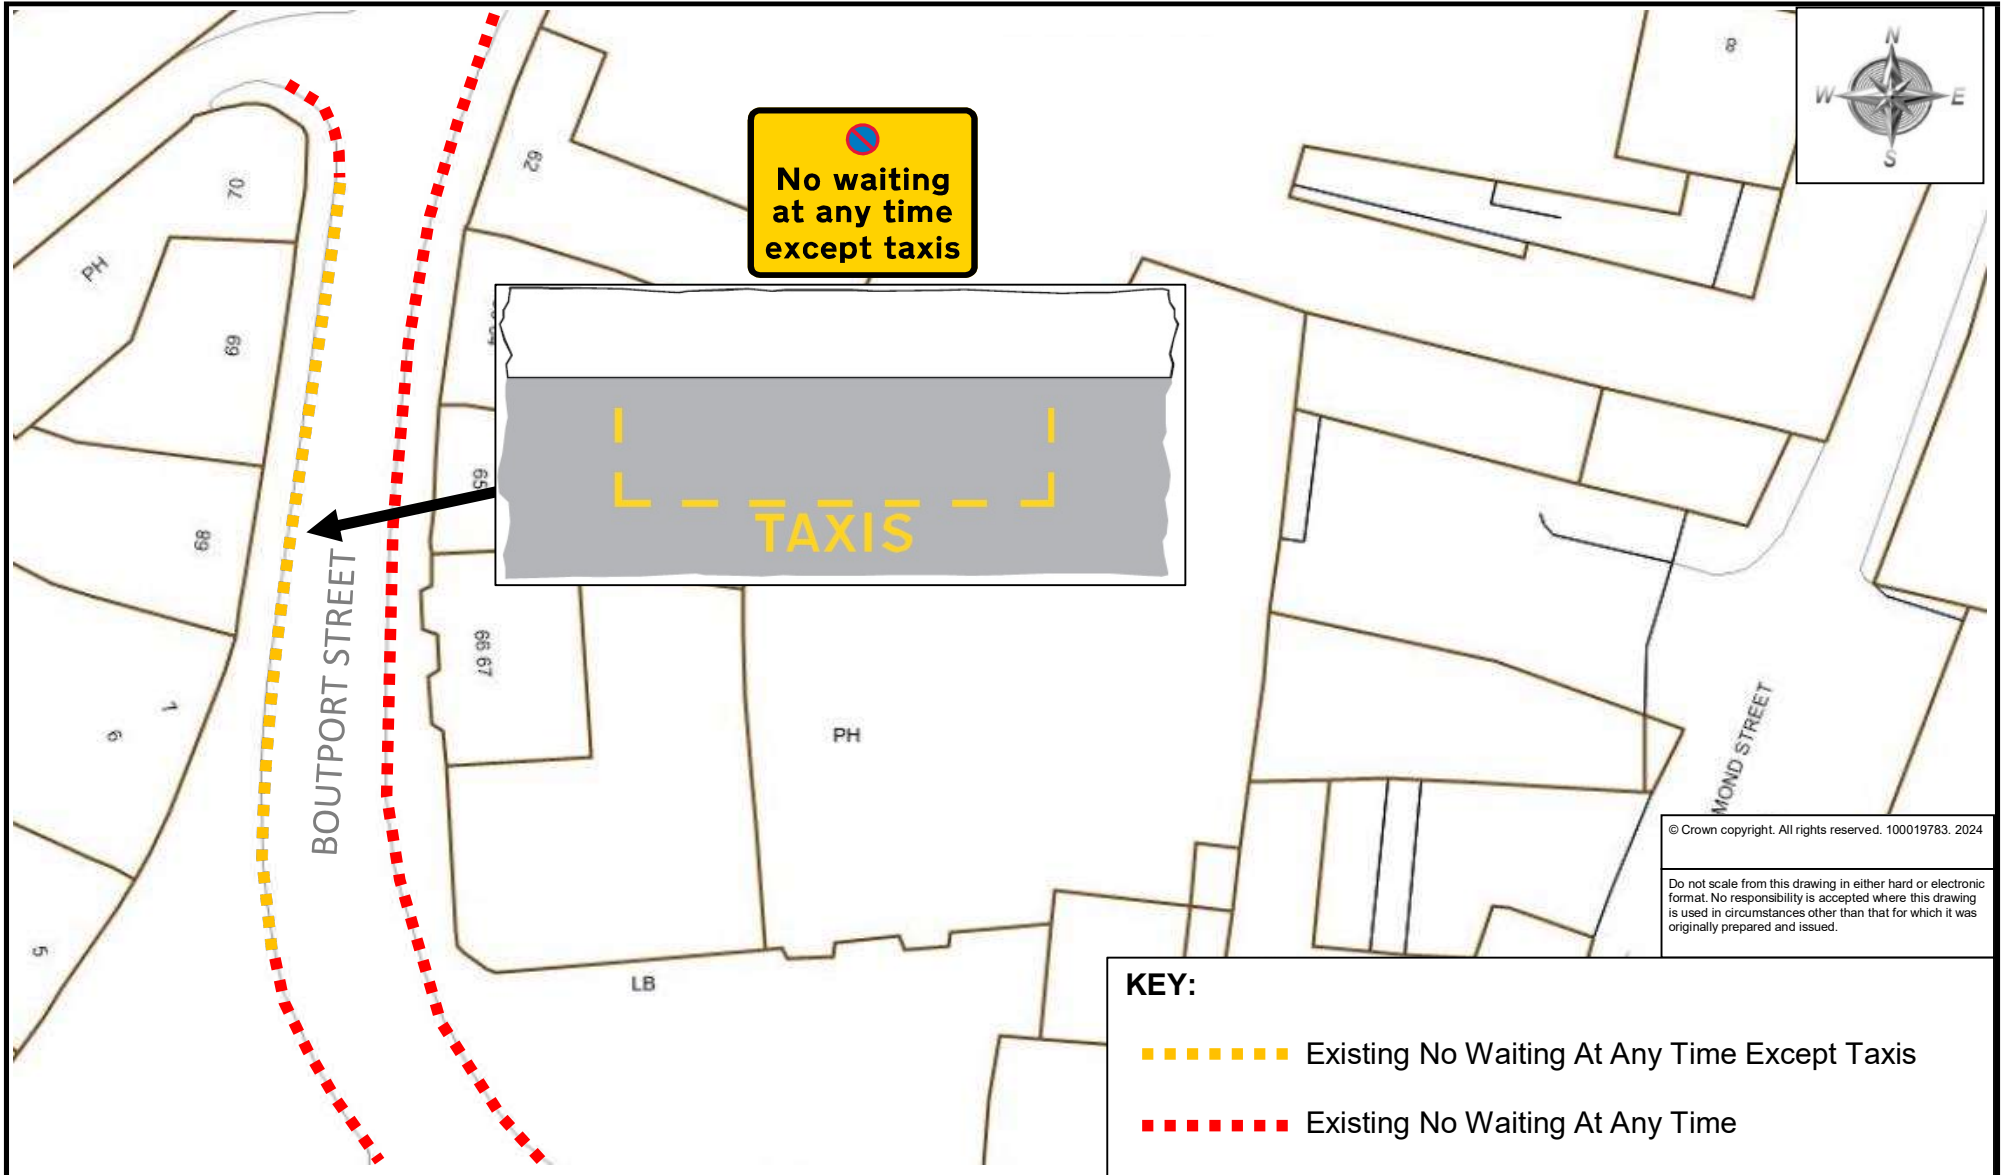 N
W
E
S
8
62
70
PH
69
No waiting
at any time
except taxis
65
TAXIS
68
BOUTPORT STREET
66 67
7
6
PH
MOND STREET
5
LB
© Crown copyright. All rights reserved. 100019783. 2024
Do not scale from this drawing in either hard or electronic
format. No responsibility is accepted where this drawing
is used in circumstances other than that for which it was
originally prepared and issued.
KEY:
Existing No Waiting At Any Time Except Taxis
Existing No Waiting At Any Time